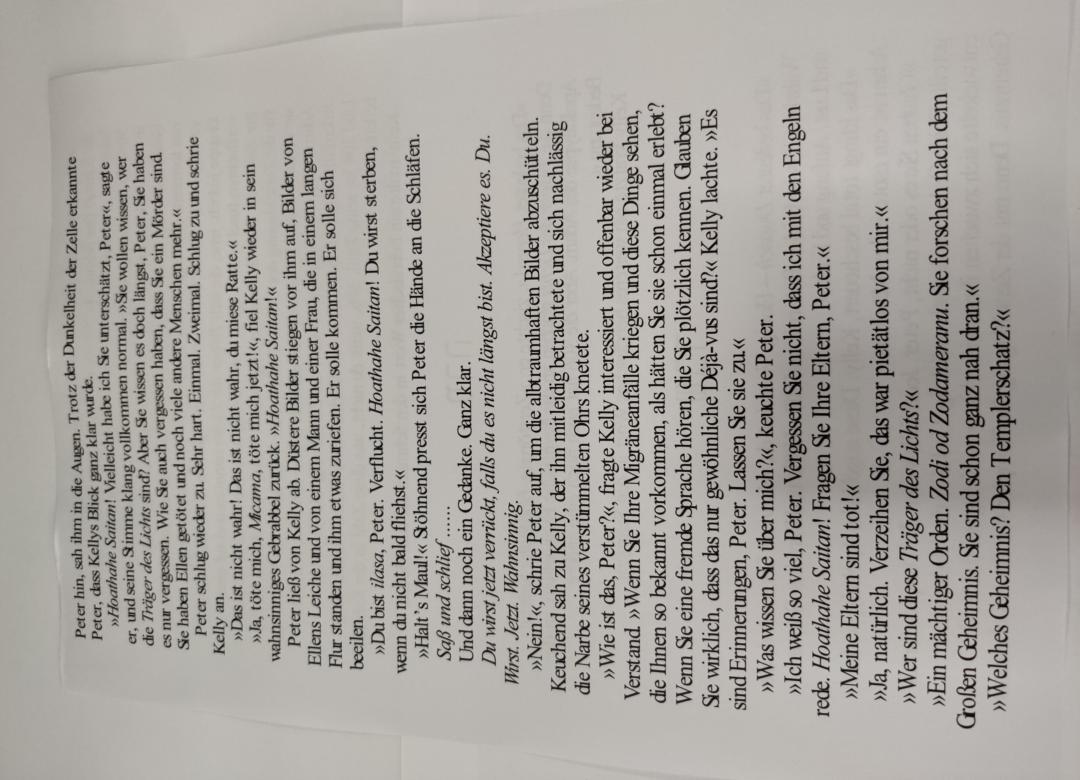 Peter hin, sah ihm in die Augen. Trotz der Dunkelheit der Zelle erkannte
Peter, dass Kellys Blick ganz klar wurde.
»Hoathahe Saitan! Vielleicht habe ich Sie unterschätzt, Peter«, sagte
er, und seine Stimme klang vollkommen normal. »Sie wollen wissen, wer
die Träger des Lichts sind? Aber Sie wissen es doch längst, Peter, Sie haben
es nur vergessen. Wie Sie auch vergessen haben, dass Sie ein Mörder sind.
Sie haben Ellen getötet und noch viele andere Menschen mehr.«
Peter schlug wieder zu. Sehr hart. Einmal. Zweimal. Schlug zu und schrie
Kelly an.
»Das ist nicht wahr! Das ist nicht wahr, du miese Ratte.«
»Ja, töte mich, Micama, töte mich jetzt!«, fiel Kelly wieder in sein
wahnsinniges Gebrabbel zurück. »Hoathahe Saitan!«
Peter ließ von Kelly ab. Düstere Bilder stiegen vor ihm auf, Bilder von
Ellens Leiche und von einem Mann und einer Frau, die in einem langen
Flur standen und ihm etwas zuriefen. Er solle kommen. Er solle sich
beeilen.
»Du bist ilasa, Peter. Verflucht. Hoathahe Saitan! Du wirst sterben,
wenn du nicht bald fliehst.«
»Halt's Maul!« Stöhnend presst sich Peter die Hände an die Schläfen.
Saß und schlief ......
Und dann noch ein Gedanke. Ganz klar.
Du wirst jetzt verrückt, falls du es nicht längst bist. Akzeptiere es. Du.
Wirst. Jetzt. Wahnsinnig.
»Nein!«, schrie Peter auf, um die albtraumhaften Bilder abzuschütteln.
Keuchend sah zu Kelly, der ihn mitleidig betrachtete und sich nachlässig
die Narbe seines verstümmelten Ohrs knetete.
»Wie ist das, Peter?«, fragte Kelly interessiert und offenbar wieder bei
Verstand. »Wenn Sie Ihre Migräneanfälle kriegen und diese Dinge sehen,
die Ihnen so bekannt vorkommen, als hätten Sie sie schon einmal erlebt?
Wenn Sie eine fremde Sprache hören, die Sie plötzlich kennen. Glauben
Sie wirklich, dass das nur gewöhnliche Déjà-vus sind?« Kelly lachte. »Es
sind Erinnerungen, Peter. Lassen Sie sie zu.«
»Was wissen Sie über mich?«, keuchte Peter.
»Ich weiß so viel, Peter. Vergessen Sie nicht, dass ich mit den Engeln
rede. Hoathahe Saitan! Fragen Sie Ihre Eltern, Peter.«
»Meine Eltern sind tot!«
»Ja, natürlich. Verzeihen Sie, das war pietätlos von mir.«
»Wer sind diese Träger des Lichts?«
»Ein mächtiger Orden. Zodi od Zodameranu. Sie forschen nach dem
Großen Geheimnis. Sie sind schon ganz nah dran.«
»Welches Geheimnis? Den Templerschatz?«